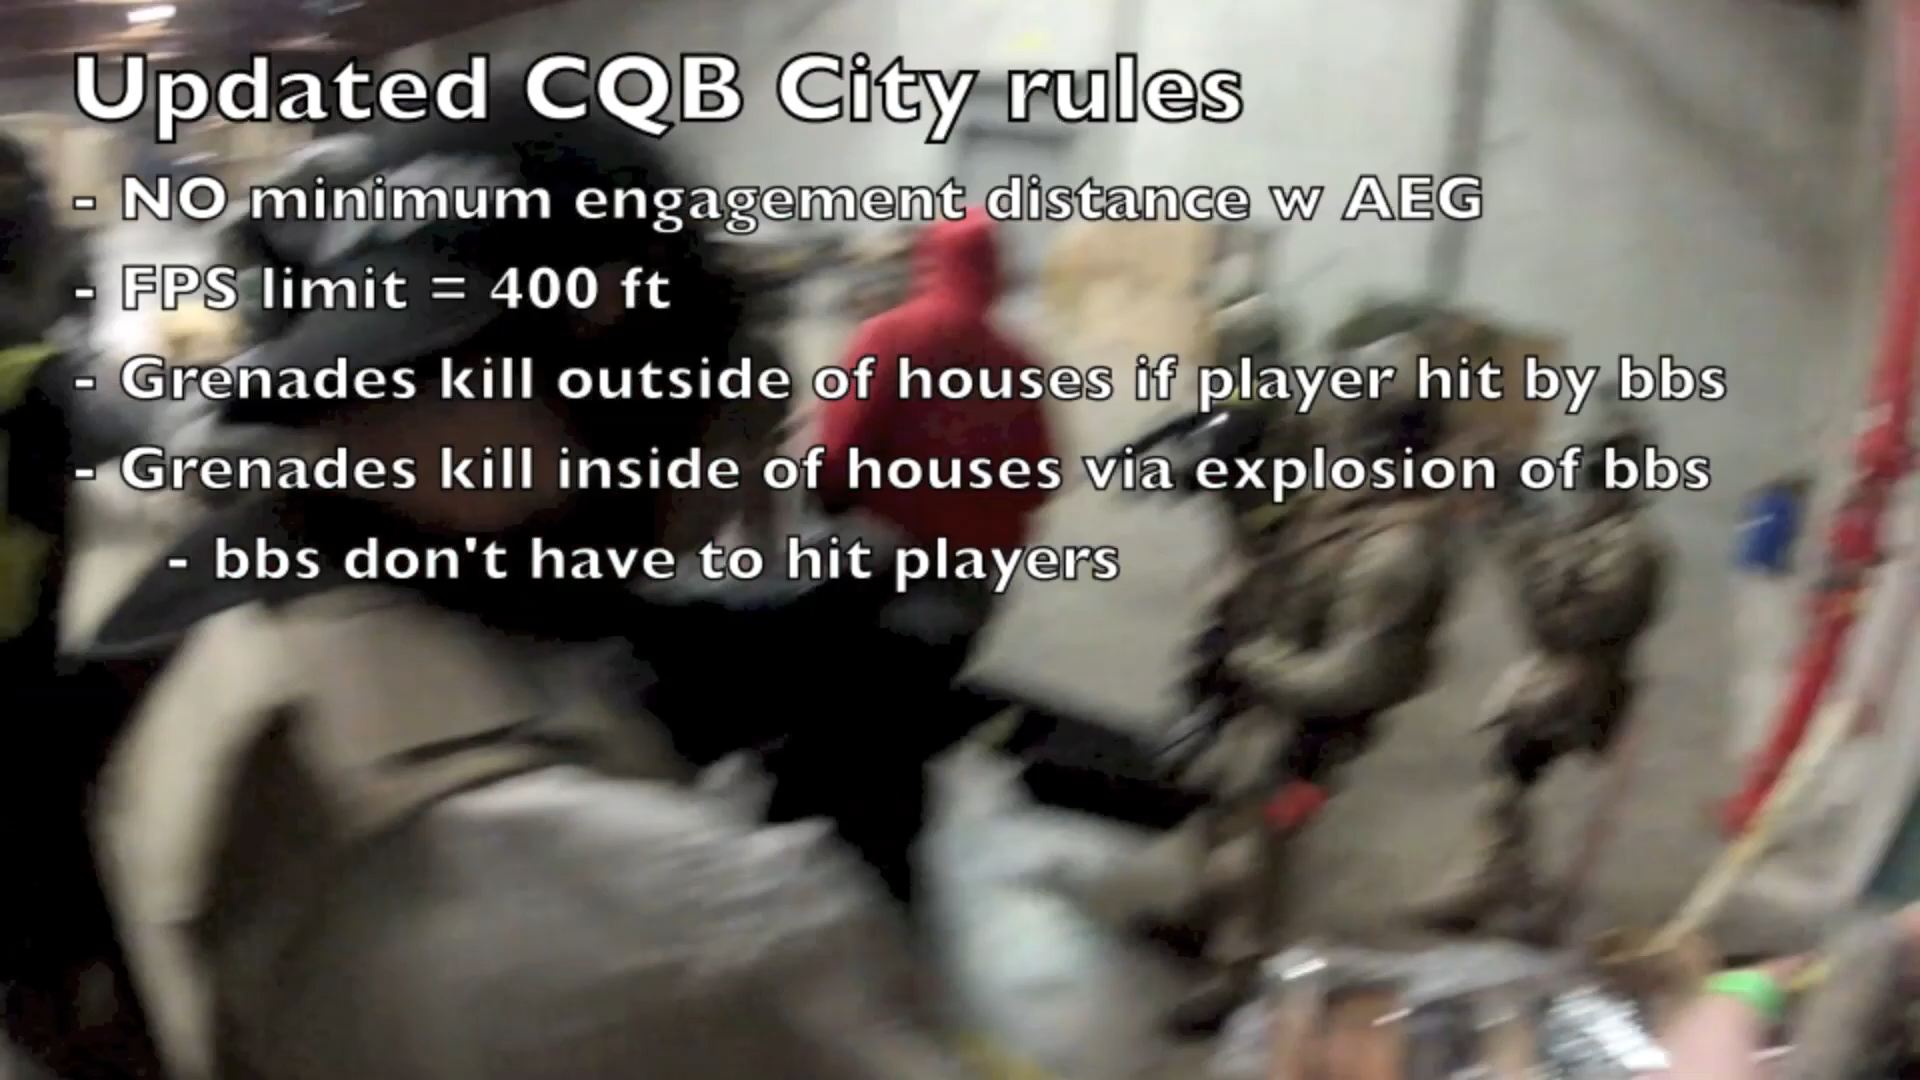 Updated CQB City rules
- NO minimum engagement distance w AEG
- FPS limit = 400 ft
- Grenades kill outside of houses if player hit by bbs
- Grenades kill inside of houses via explosion of bbs
- bbs don't have to hit players